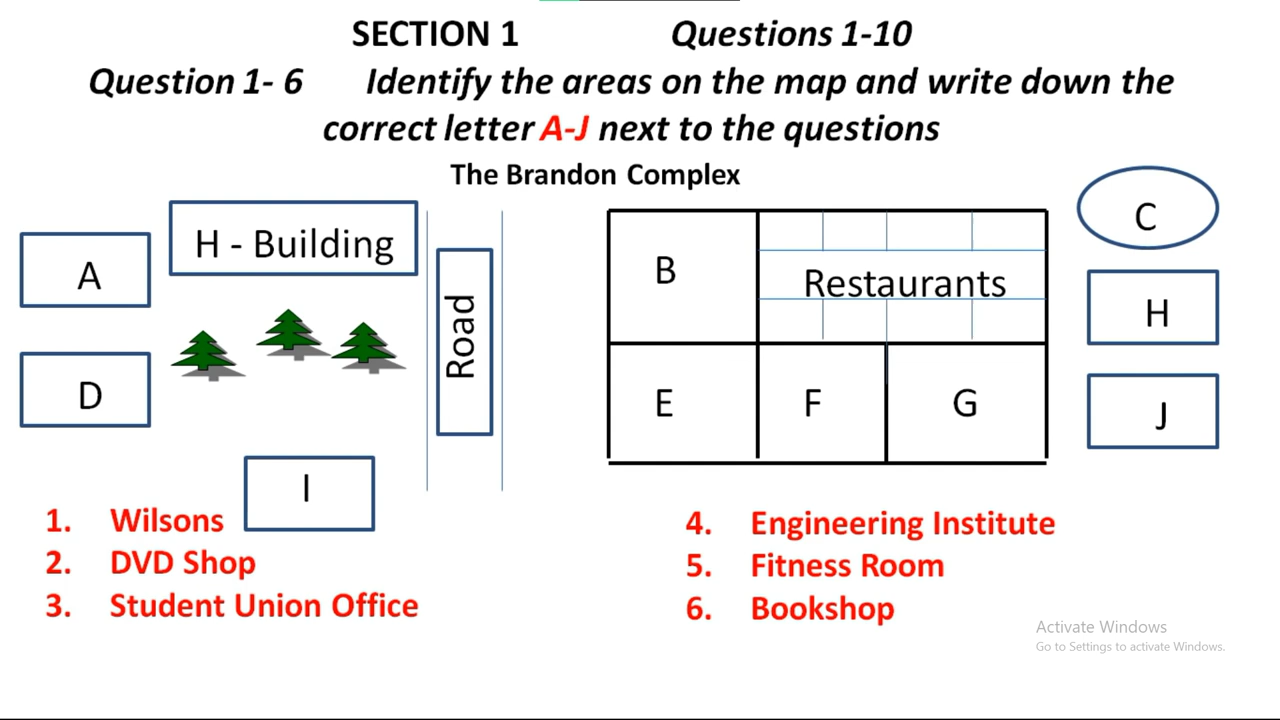 SECTION 1 Questions 1-10
Question 1- 6 Identify the areas on the map and write down the
correct letter A-J next to the questions
The Brandon Complex
A
H - Building
D
I
Road
B
Restaurants
E
F
G
C
H
J
1. Wilsons
2. DVD Shop
3. Student Union Office
4. Engineering Institute
5. Fitness Room
6. Bookshop
Activate Windows
Go to Settings to activate Windows.